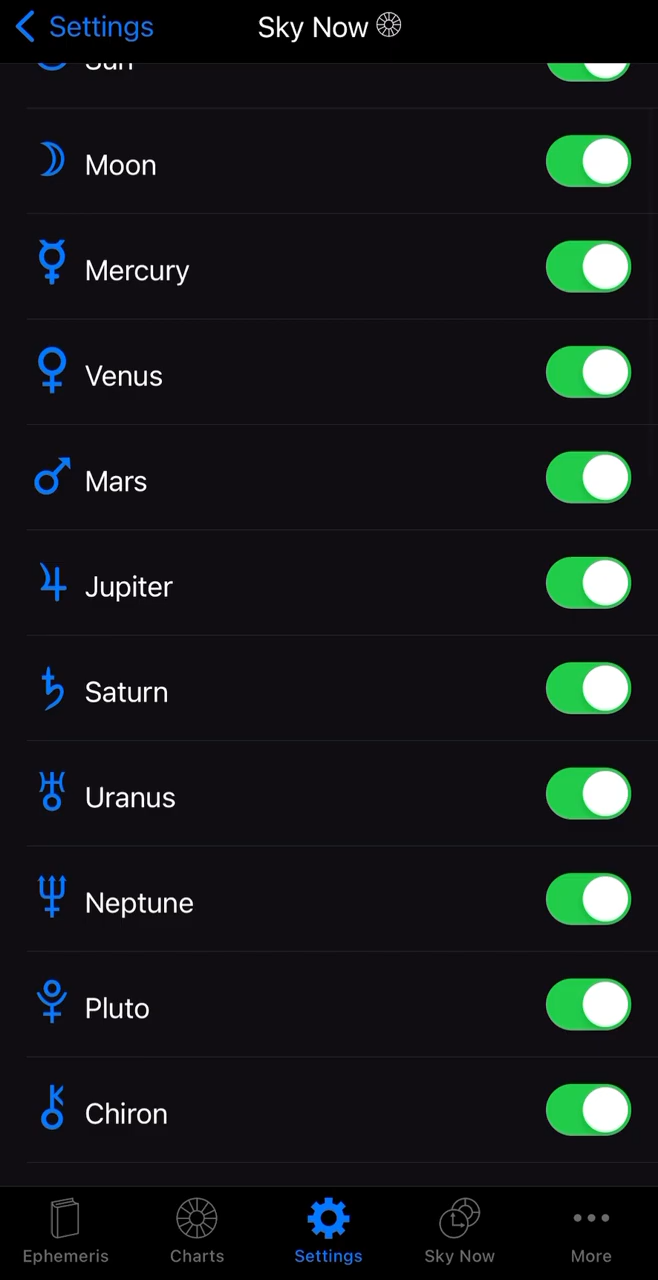 Settings
Sky Now
Sun
Moon
Mercury
Venus
Mars
Jupiter
Saturn
Uranus
Neptune
Pluto
Chiron
Ephemeris
Charts
Settings
Sky Now
More